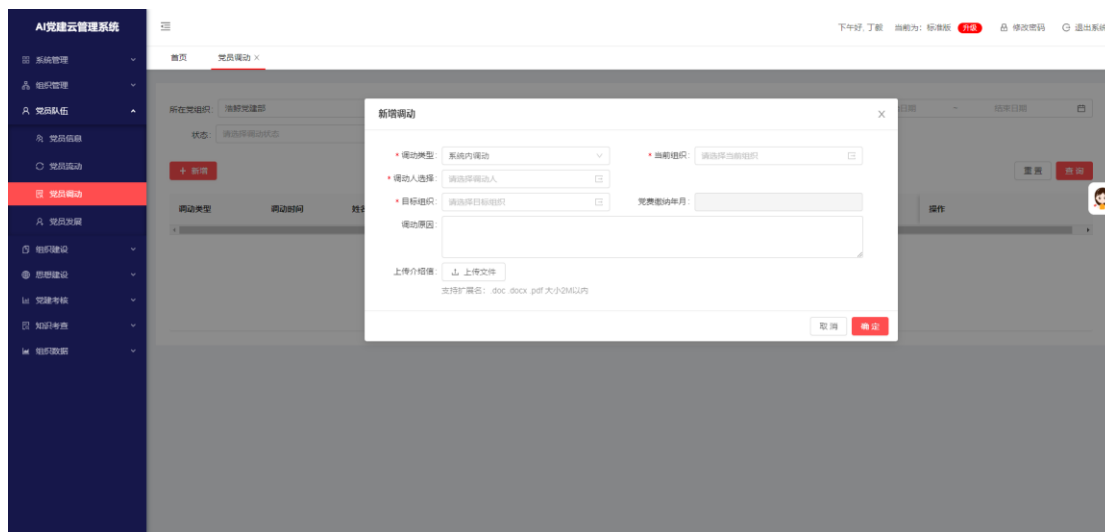 AI党建云管理系统
下午好, 丁毅 当前为: 标准版 升级 修改密码 退出系统
首页 党员调动 ×
系统管理
组织管理
党员队伍
党员信息
党员流动
党员调动
党员发展
组织建设
思想建设
党建考核
知识考查
组织数据
所在党组织:
党建部
日期 ~ 结束日期
状态: 请选择调动状态
+ 新增
重置 查询
调动类型 调动时间 姓名 操作
新增调动
* 调动类型: 系统内调动 * 当前组织: 请选择当前组织
* 调动人选择: 请选择调动人
* 目标组织: 请选择目标组织 党费缴纳年月:
调动原因:
上传介绍信: 上传文件
支持扩展名: .doc .docx .pdf 大小2M以内
取消 确定